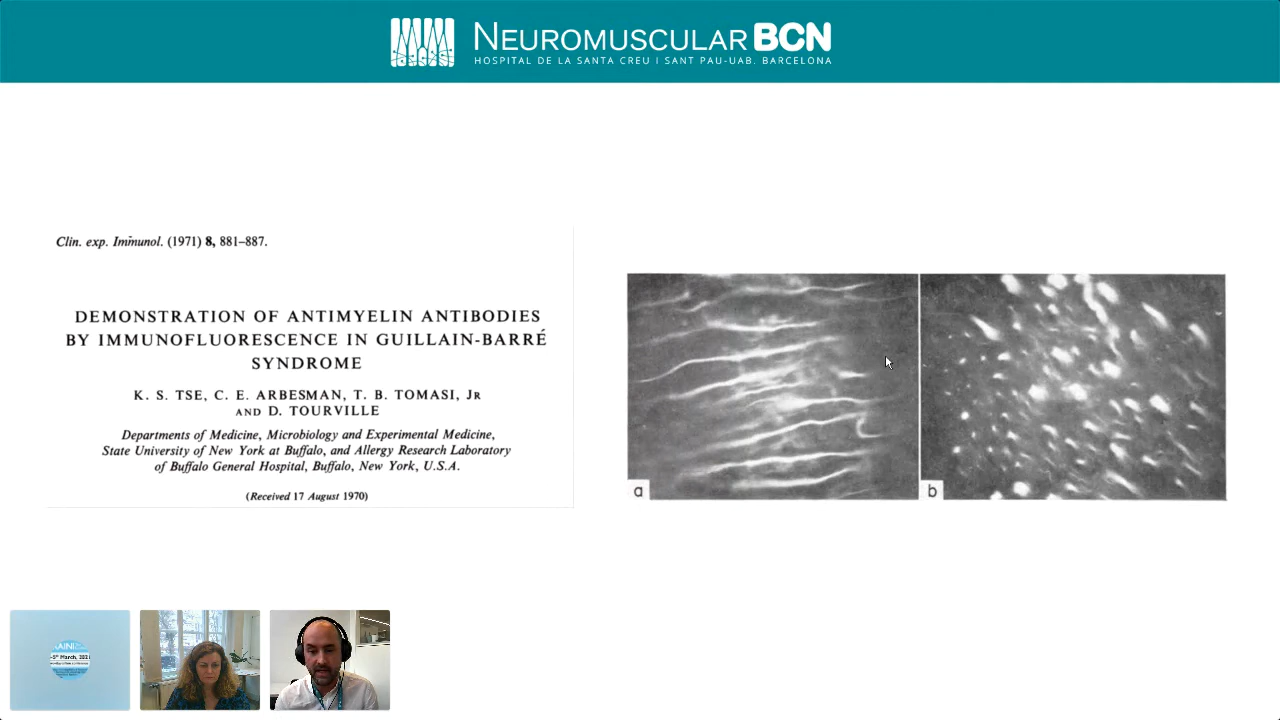 NEUROMUSCULAR BCN
HOSPITAL DE LA SANTA CREU I SANT PAU-UAB. BARCELONA
Clin. exp. Immunol. (1971) 8, 881–887.
DEMONSTRATION OF ANTIMYELIN ANTIBODIES
BY IMMUNOFLUORESCENCE IN GUILLAIN-BARRÉ
SYNDROME
K. S. TSE, C. E. ARBESMAN, T. B. TOMASI, JR
AND D. TOURVILLE
Departments of Medicine, Microbiology and Experimental Medicine,
State University of New York at Buffalo, and Allergy Research Laboratory
of Buffalo General Hospital, Buffalo, New York, U.S.A.
(Received 17 August 1970)
a
b